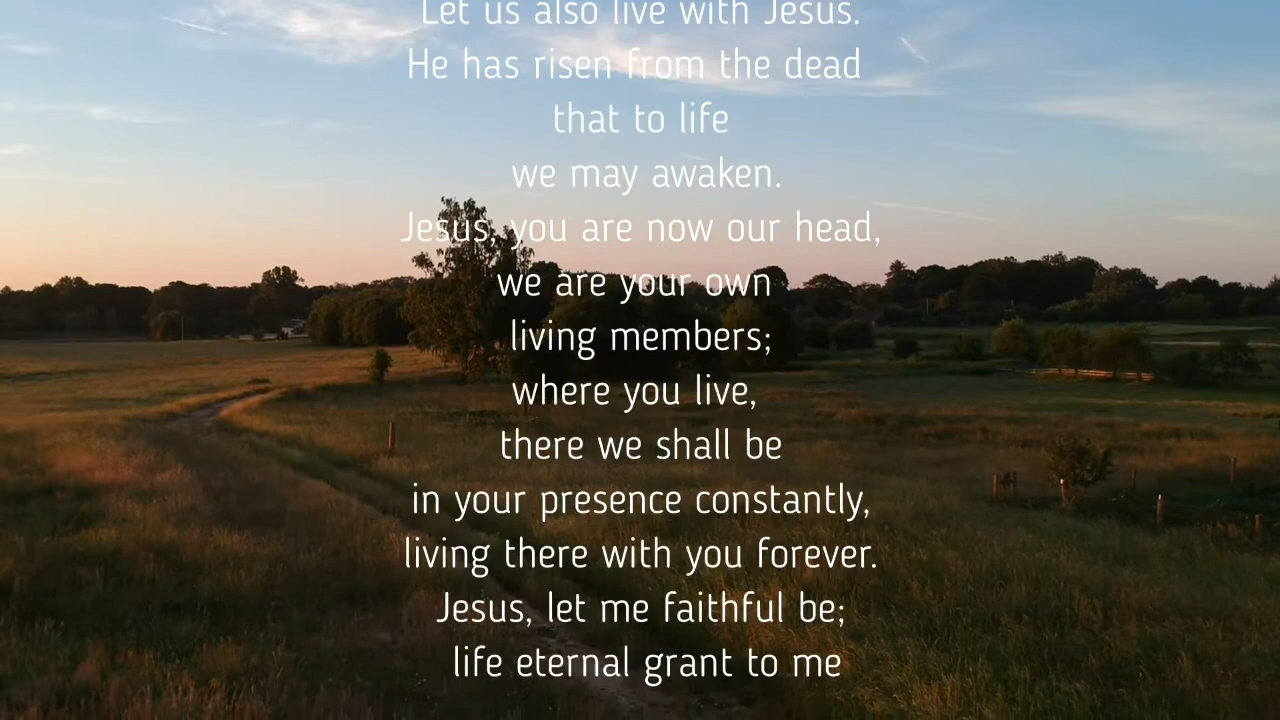 Let us also live with Jesus.
He has risen from the dead
that to life
we may awaken.
Jesus, you are now our head,
we are your own
living members;
where you live,
there we shall be
in your presence constantly,
living there with you forever.
Jesus, let me faithful be;
life eternal grant to me